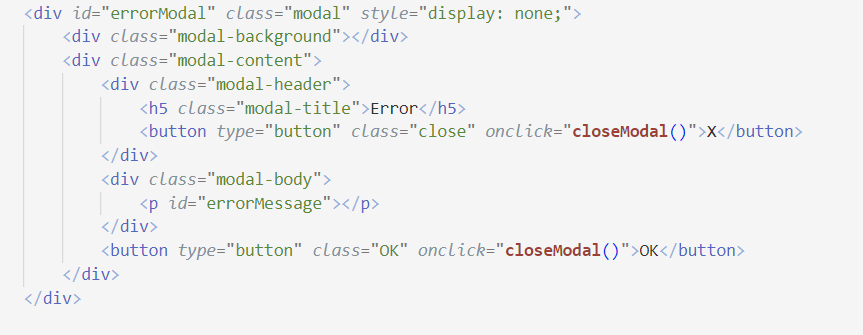 <div id="errorModal" class="modal" style="display: none;">
    <div class="modal-background"></div>
    <div class="modal-content">
        <div class="modal-header">
            <h5 class="modal-title">Error</h5>
            <button type="button" class="close" onclick="closeModal()">X</button>
        </div>
        <div class="modal-body">
            <p id="errorMessage"></p>
        </div>
        <button type="button" class="OK" onclick="closeModal()">OK</button>
    </div>
</div>